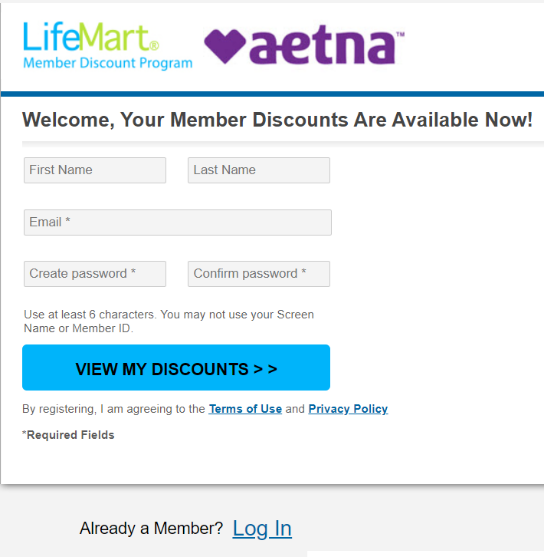 LifeMart®
Member Discount Program
aetna™
Welcome, Your Member Discounts Are Available Now!
First Name
Last Name
Email *
Create password *
Confirm password *
Use at least 6 characters. You may not use your Screen
Name or Member ID.
VIEW MY DISCOUNTS > >
By registering, I am agreeing to the Terms of Use and Privacy Policy
*Required Fields
Already a Member? Log In